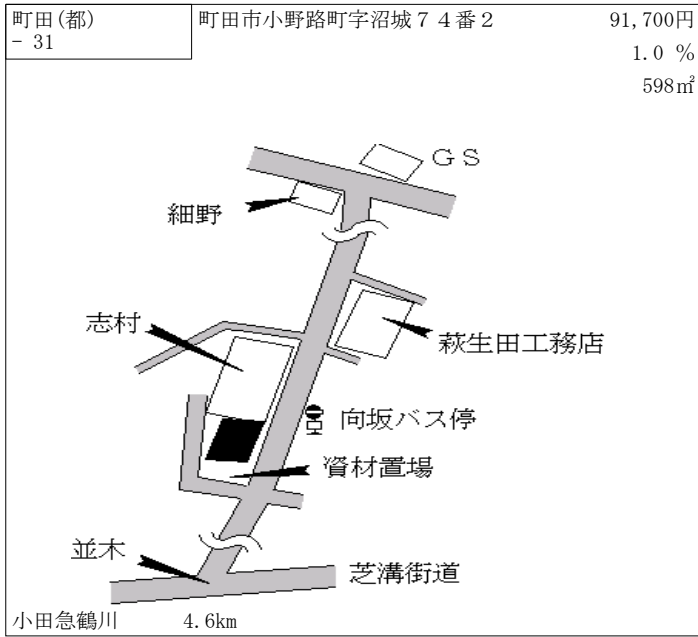 町田(都)
- 31
町田市小野路町字沼城７４番２
91,700円
1.0 %
598㎡
ＧＳ
細野
志村
萩生田工務店
向坂バス停
資材置場
並木
芝溝街道
小田急鶴川 4.6km